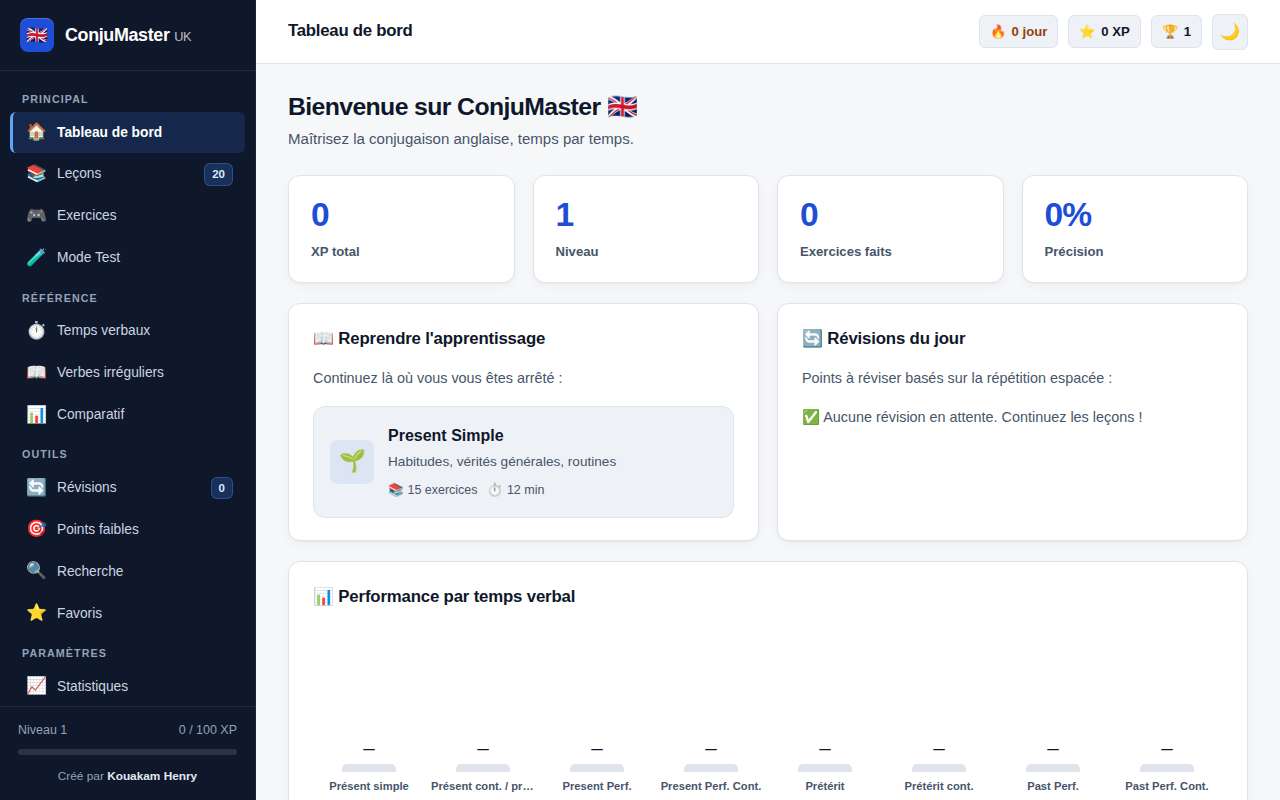 ConjuMaster UK
PRINCIPAL
Tableau de bord
Leçons 20
Exercices
Mode Test
RÉFÉRENCE
Temps verbaux
Verbes irréguliers
Comparatif
OUTILS
Révisions 0
Points faibles
Recherche
Favoris
PARAMÈTRES
Statistiques
Niveau 1 0 / 100 XP
Créé par Kouakam Henry
Tableau de bord
0 jour 0 XP 1
Bienvenue sur ConjuMaster
Maîtrisez la conjugaison anglaise, temps par temps.
0
XP total
1
Niveau
0
Exercices faits
0%
Précision
Reprendre l'apprentissage
Continuez là où vous vous êtes arrêté :
Present Simple
Habitudes, vérités générales, routines
15 exercices 12 min
Révisions du jour
Points à réviser basés sur la répétition espacée :
Aucune révision en attente. Continuez les leçons !
Performance par temps verbal
— — — — — — — —
Présent simple Présent cont. / pr… Present Perf. Present Perf. Cont. Prétérit Prétérit cont. Past Perf. Past Perf. Cont.